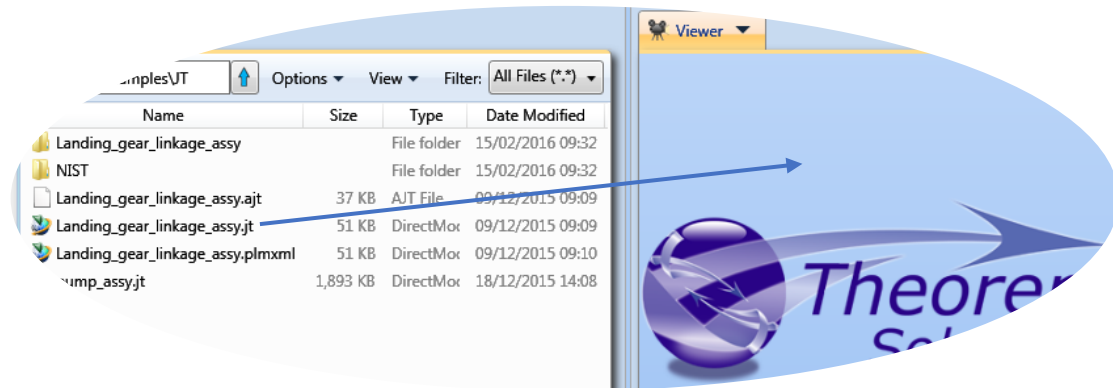 Viewer
mples\JT Options View Filter: All Files (*.*)
Name Size Type Date Modified
Landing_gear_linkage_assy File folder 15/02/2016 09:32
NIST File folder 15/02/2016 09:32
Landing_gear_linkage_assy.ajt 37 KB AJT File 09/12/2015 09:09
Landing_gear_linkage_assy.jt 51 KB DirectMod 09/12/2015 09:09
Landing_gear_linkage_assy.plmxml 51 KB DirectMod 09/12/2015 09:10
ump_assy.jt 1,893 KB DirectMod 18/12/2015 14:08
Theorem